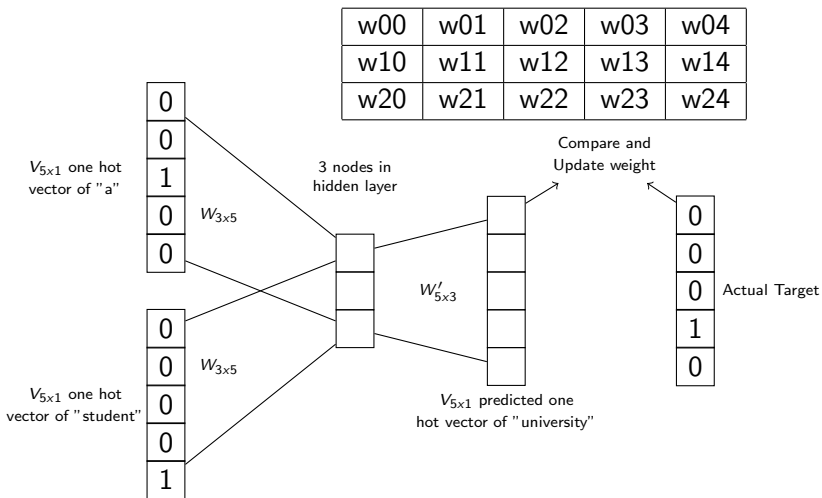 w00 w01 w02 w03 w04
w10 w11 w12 w13 w14
w20 w21 w22 w23 w24
0
0
1
0
0
V5x1 one hot
vector of "a"
W3x5
3 nodes in
hidden layer
Compare and
Update weight
W′5x3
0
0
0
1
0
Actual Target
0
0
0
0
1
V5x1 one hot
vector of "student"
W3x5
V5x1 predicted one
hot vector of "university"